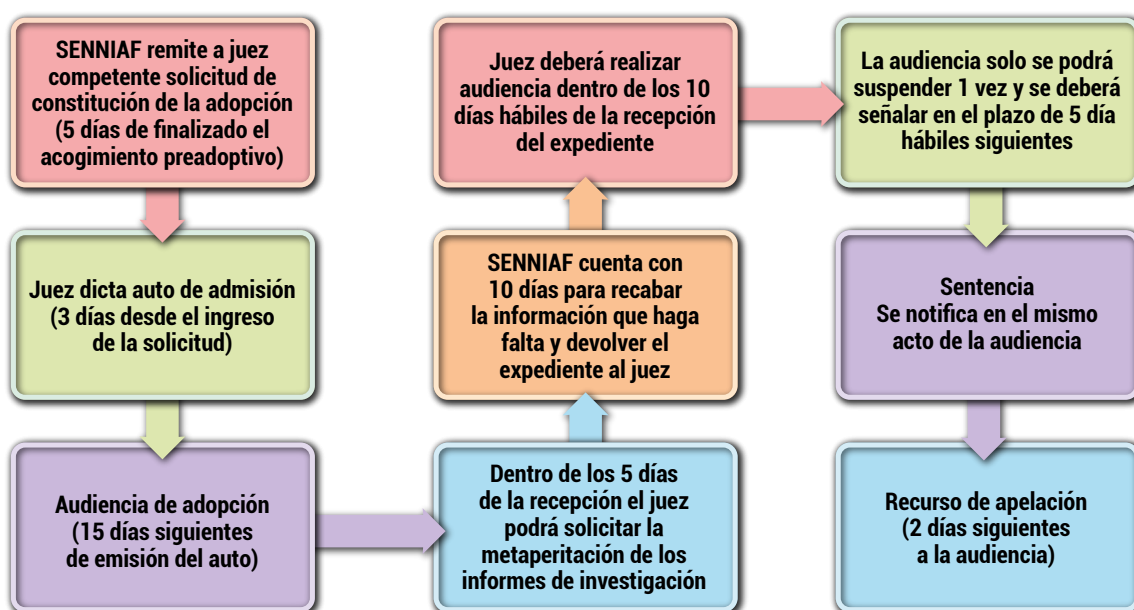 SENNIAF remite a juez
competente solicitud de
constitución de la adopción
(5 días de finalizado el
acogimiento preadoptivo)
Juez dicta auto de admisión
(3 días desde el ingreso
de la solicitud)
Audiencia de adopción
(15 días siguientes
de emisión del auto)
Dentro de los 5 días
de la recepción el juez
podrá solicitar la
metaperitación de los
informes de investigación
SENNIAF cuenta con
10 días para recabar
la información que haga
falta y devolver el
expediente al juez
Juez deberá realizar
audiencia dentro de los 10
días hábiles de la recepción
del expediente
La audiencia solo se podrá
suspender 1 vez y se deberá
señalar en el plazo de 5 día
hábiles siguientes
Sentencia
Se notifica en el mismo
acto de la audiencia
Recurso de apelación
(2 días siguientes
a la audiencia)